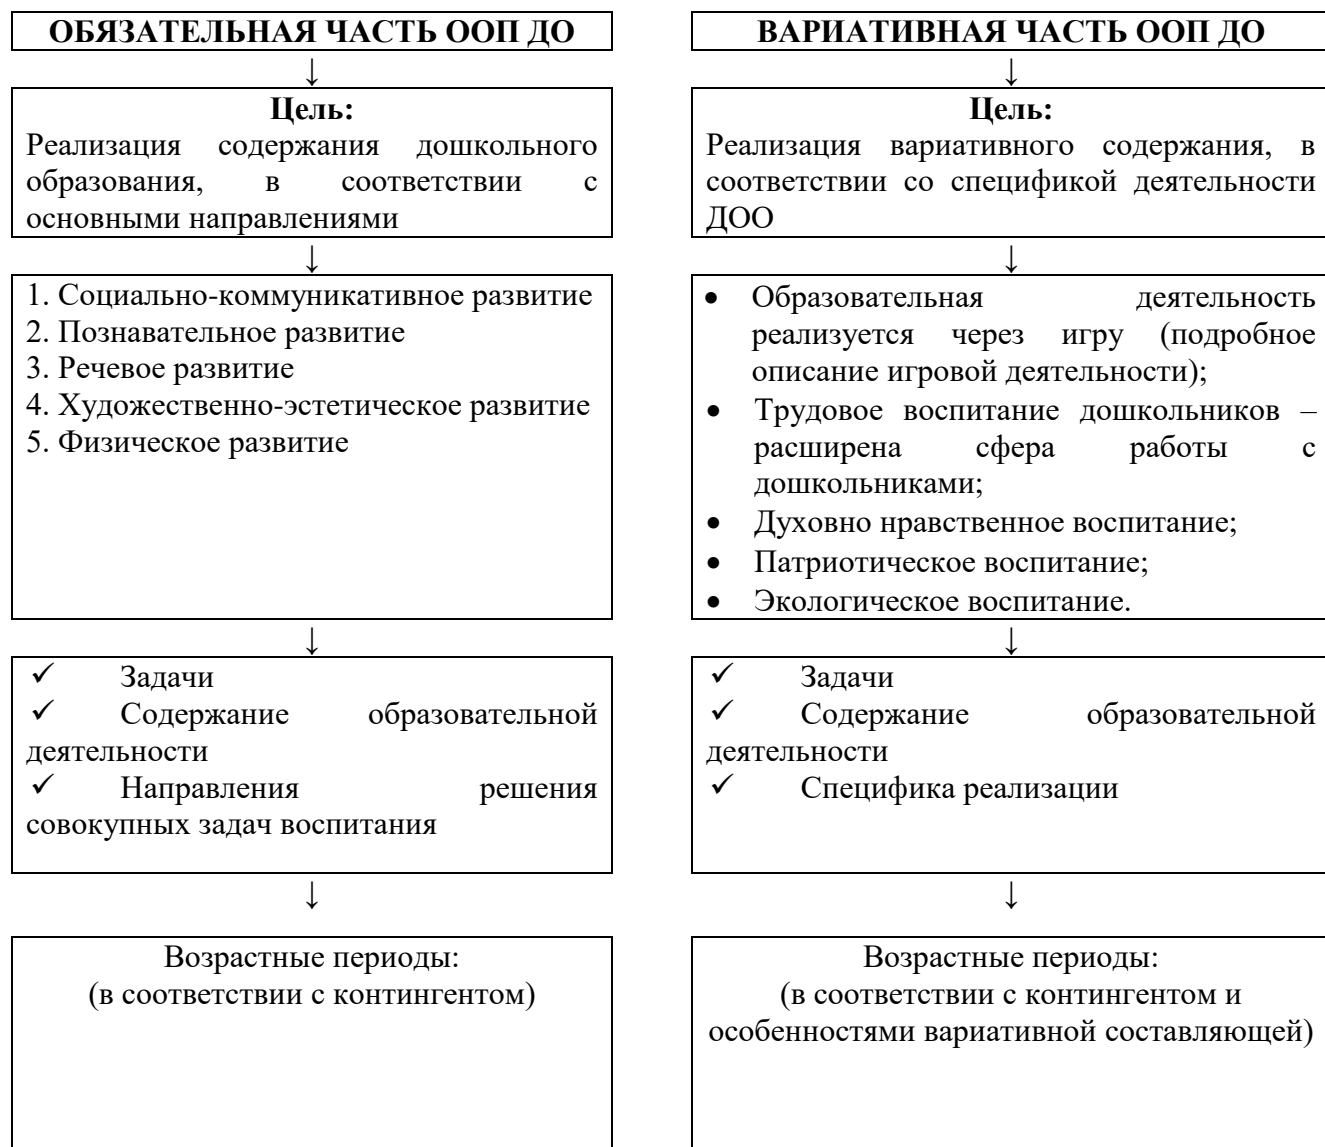 ОБЯЗАТЕЛЬНАЯ ЧАСТЬ ООП ДО
↓
Цель:
Реализация содержания дошкольного
образования, в соответствии с
основными направлениями
↓
1. Социально-коммуникативное развитие
2. Познавательное развитие
3. Речевое развитие
4. Художественно-эстетическое развитие
5. Физическое развитие
↓
✓ Задачи
✓ Содержание образовательной
деятельности
✓ Направления решения
совокупных задач воспитания
↓
Возрастные периоды:
(в соответствии с контингентом)
ВАРИАТИВНАЯ ЧАСТЬ ООП ДО
↓
Цель:
Реализация вариативного содержания, в
соответствии со спецификой деятельности
ДОО
↓
• Образовательная деятельность
реализуется через игру (подробное
описание игровой деятельности);
• Трудовое воспитание дошкольников –
расширена сфера работы с
дошкольниками;
• Духовно нравственное воспитание;
• Патриотическое воспитание;
• Экологическое воспитание.
↓
✓ Задачи
✓ Содержание образовательной
деятельности
✓ Специфика реализации
↓
Возрастные периоды:
(в соответствии с контингентом и
особенностями вариативной составляющей)